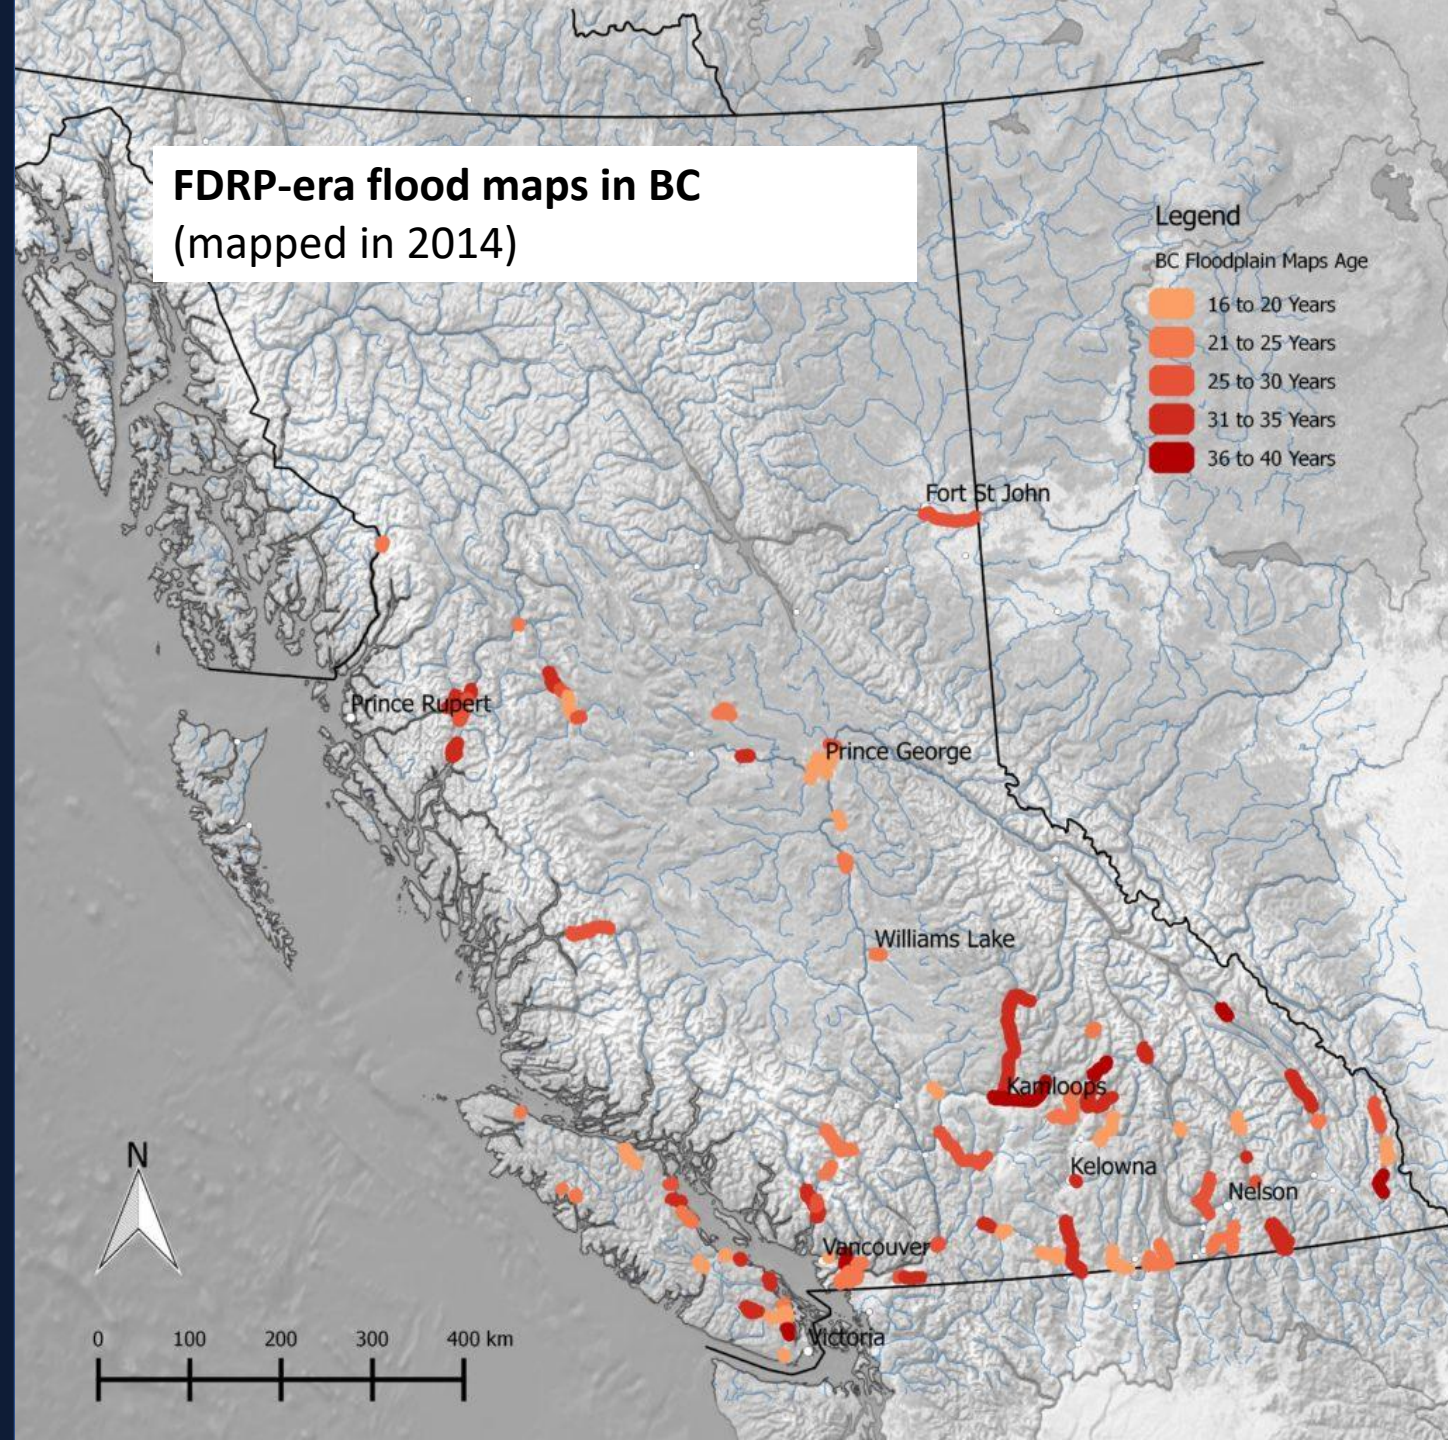 FDRP-era flood maps in BC
(mapped in 2014)
Legend
BC Floodplain Maps Age
16 to 20 Years
21 to 25 Years
25 to 30 Years
31 to 35 Years
36 to 40 Years
Fort St John
Prince Rupert
Prince George
Williams Lake
Kamloops
Kelowna
Nelson
Vancouver
Victoria
N
0 100 200 300 400 km